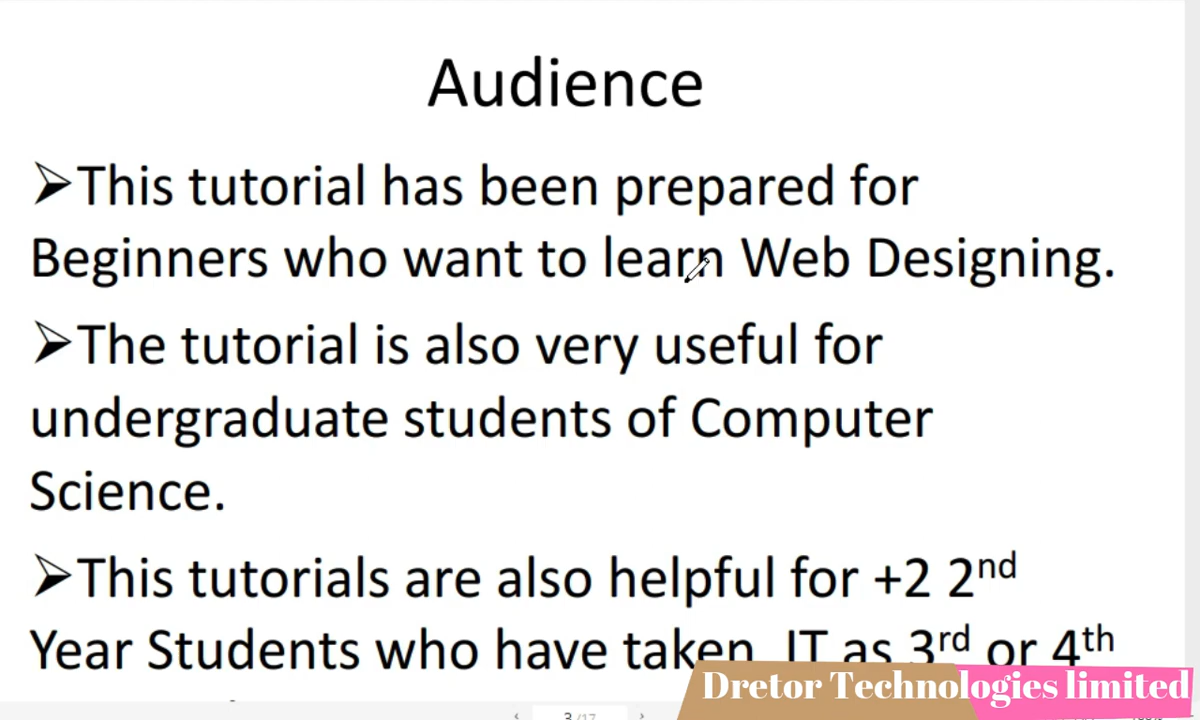 Audience
➢This tutorial has been prepared for
Beginners who want to learn Web Designing.
➢The tutorial is also very useful for
undergraduate students of Computer
Science.
➢This tutorials are also helpful for +2 2nd
Year Students who have taken IT as 3rd or 4th
Dretor Technologies limited
‹ 3 /17 ›